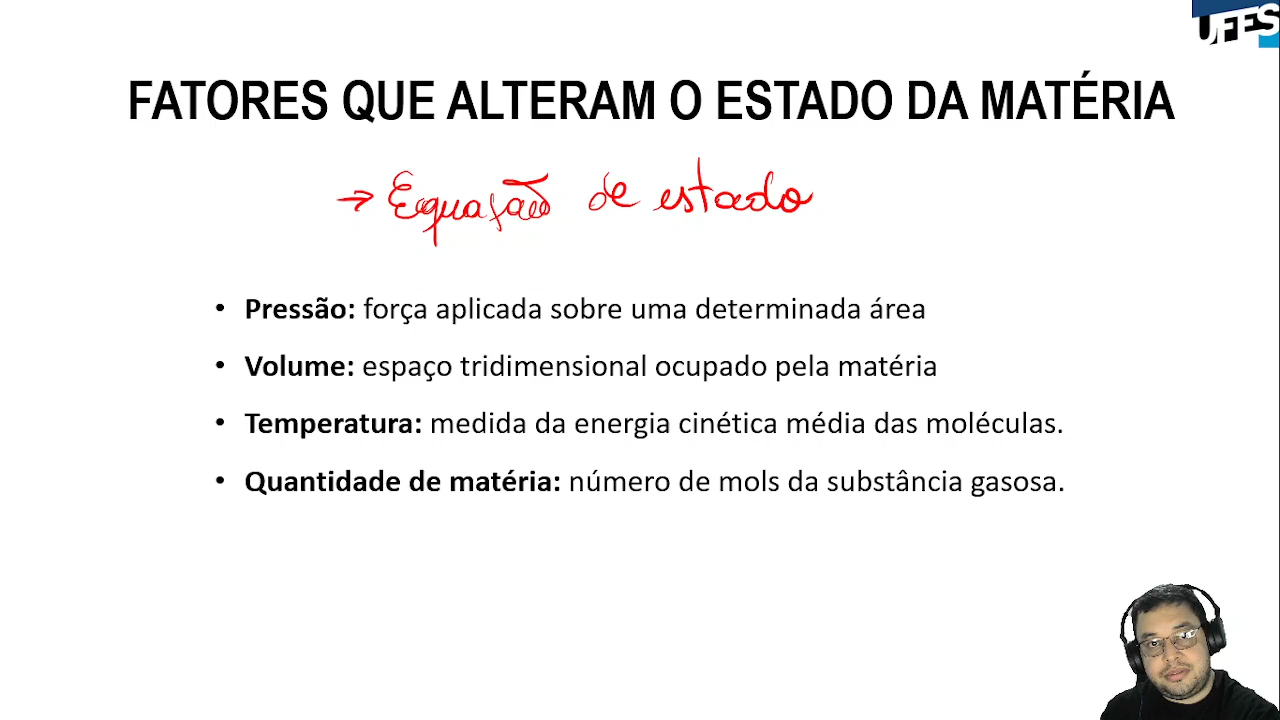 UFES
FATORES QUE ALTERAM O ESTADO DA MATÉRIA
→ Equação de estado
• Pressão: força aplicada sobre uma determinada área
• Volume: espaço tridimensional ocupado pela matéria
• Temperatura: medida da energia cinética média das moléculas.
• Quantidade de matéria: número de mols da substância gasosa.